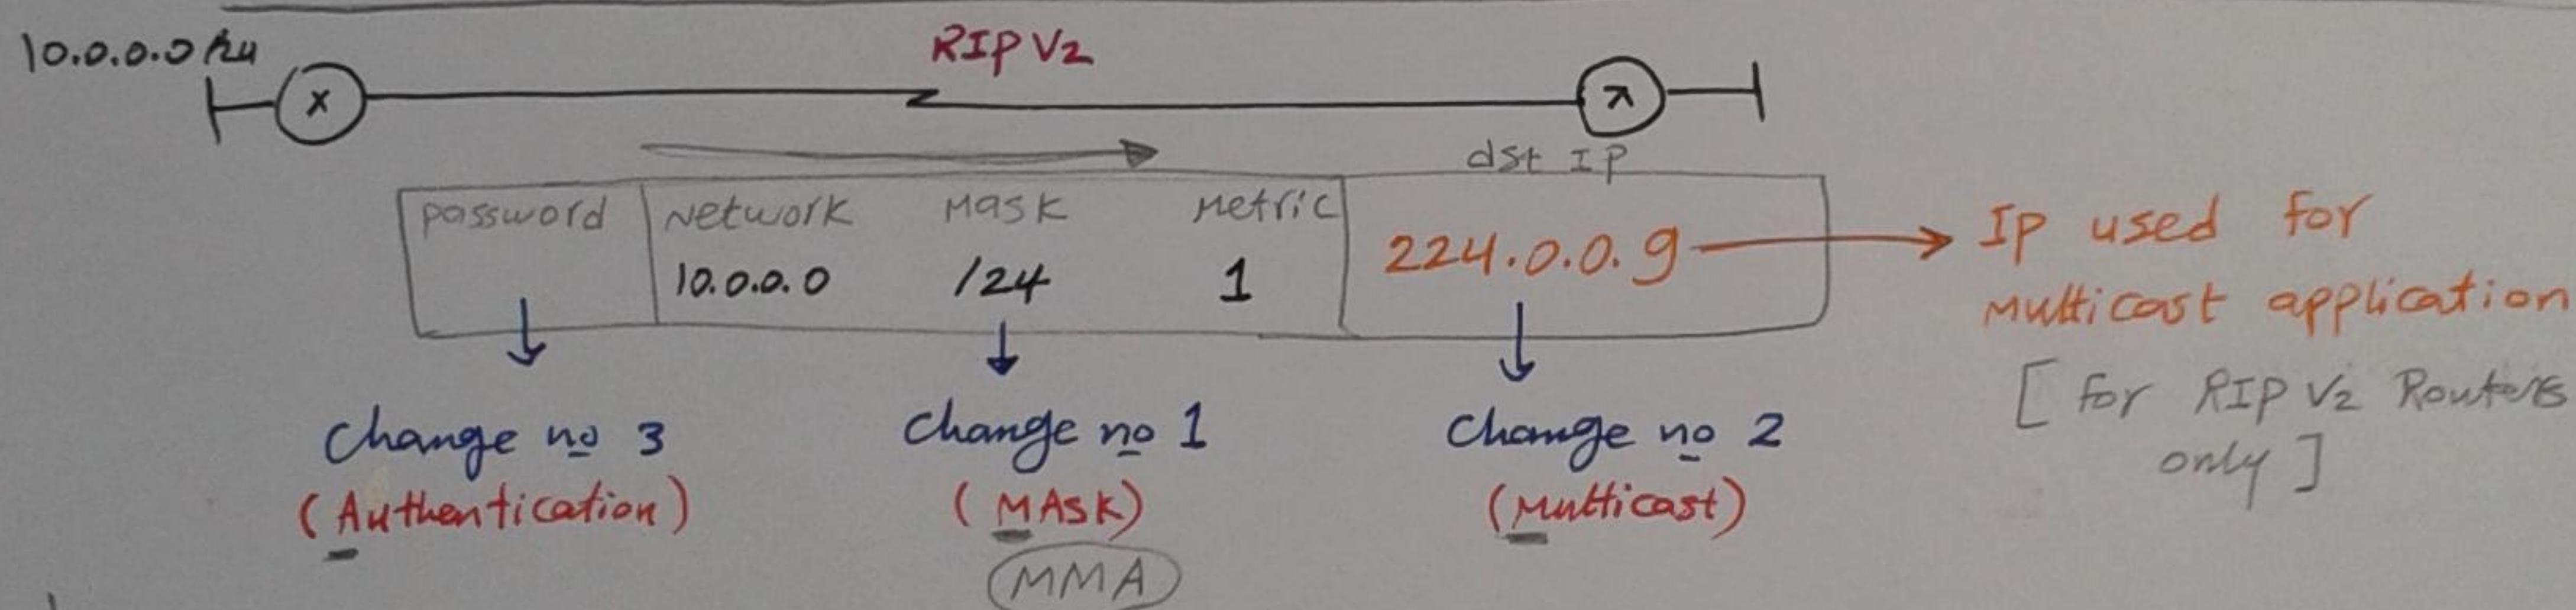 10.0.0.0/24
RIP V2
x
dst IP
password Network Mask Metric
10.0.0.0 /24 1
224.0.0.9
Ip used for
Multicast application
[for RIP V2 Routers
only]
Change no 3
(Authentication)
Change no 1
(MAsk)
Change no 2
(Multicast)
MMA